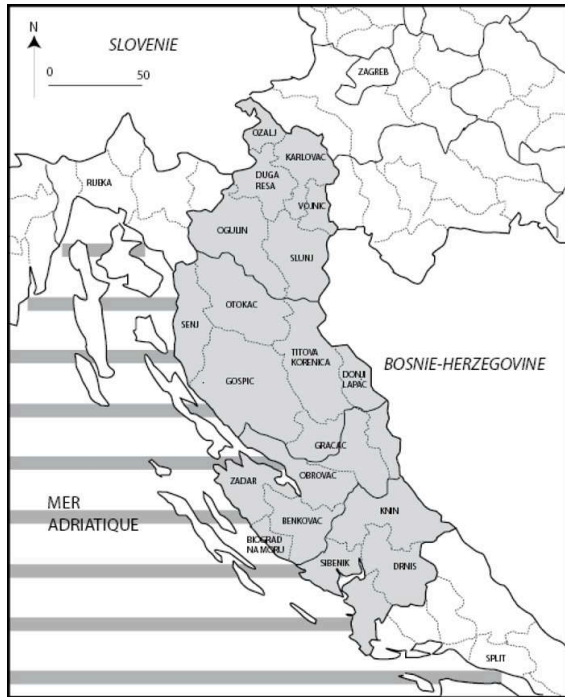 SLOVENIE
N
0 50
ZAGREB
OZALJ
KARLOVAC
DUGA
RESA
RIJEKA
VOJNIC
OGULIN
SLUNJ
OTOKAC
SENJ
TITOVA
KORENICA
BOSNIE-HERZEGOVINE
DONJI
LAPAC
GOSPIC
GRACAC
OBROVAC
ZADAR
MER
ADRIATIQUE
KNIN
BENKOVAC
BIOGRAD
NA MORU
SIBENIK
DRNIS
SPLIT